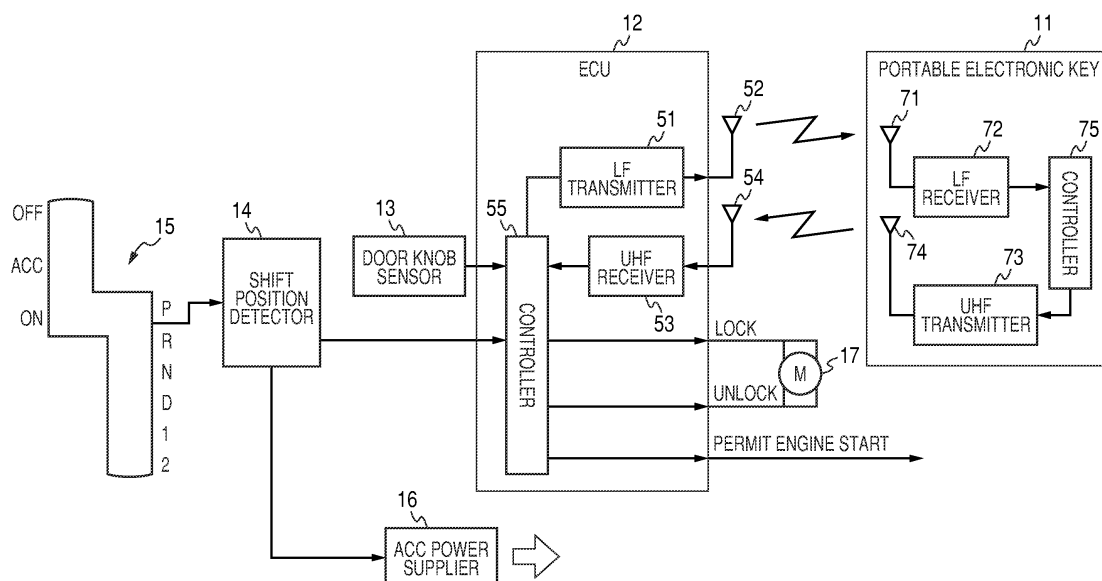 12
ECU
11
PORTABLE ELECTRONIC KEY
52
71
51
LF
TRANSMITTER
72
LF
RECEIVER
75
CONTROLLER
OFF
ACC
ON
15
14
SHIFT
POSITION
DETECTOR
13
DOOR KNOB
SENSOR
55
CONTROLLER
UHF
RECEIVER
53
54
74
73
UHF
TRANSMITTER
P
R
N
D
1
2
LOCK
M
17
UNLOCK
PERMIT ENGINE START
16
ACC POWER
SUPPLIER